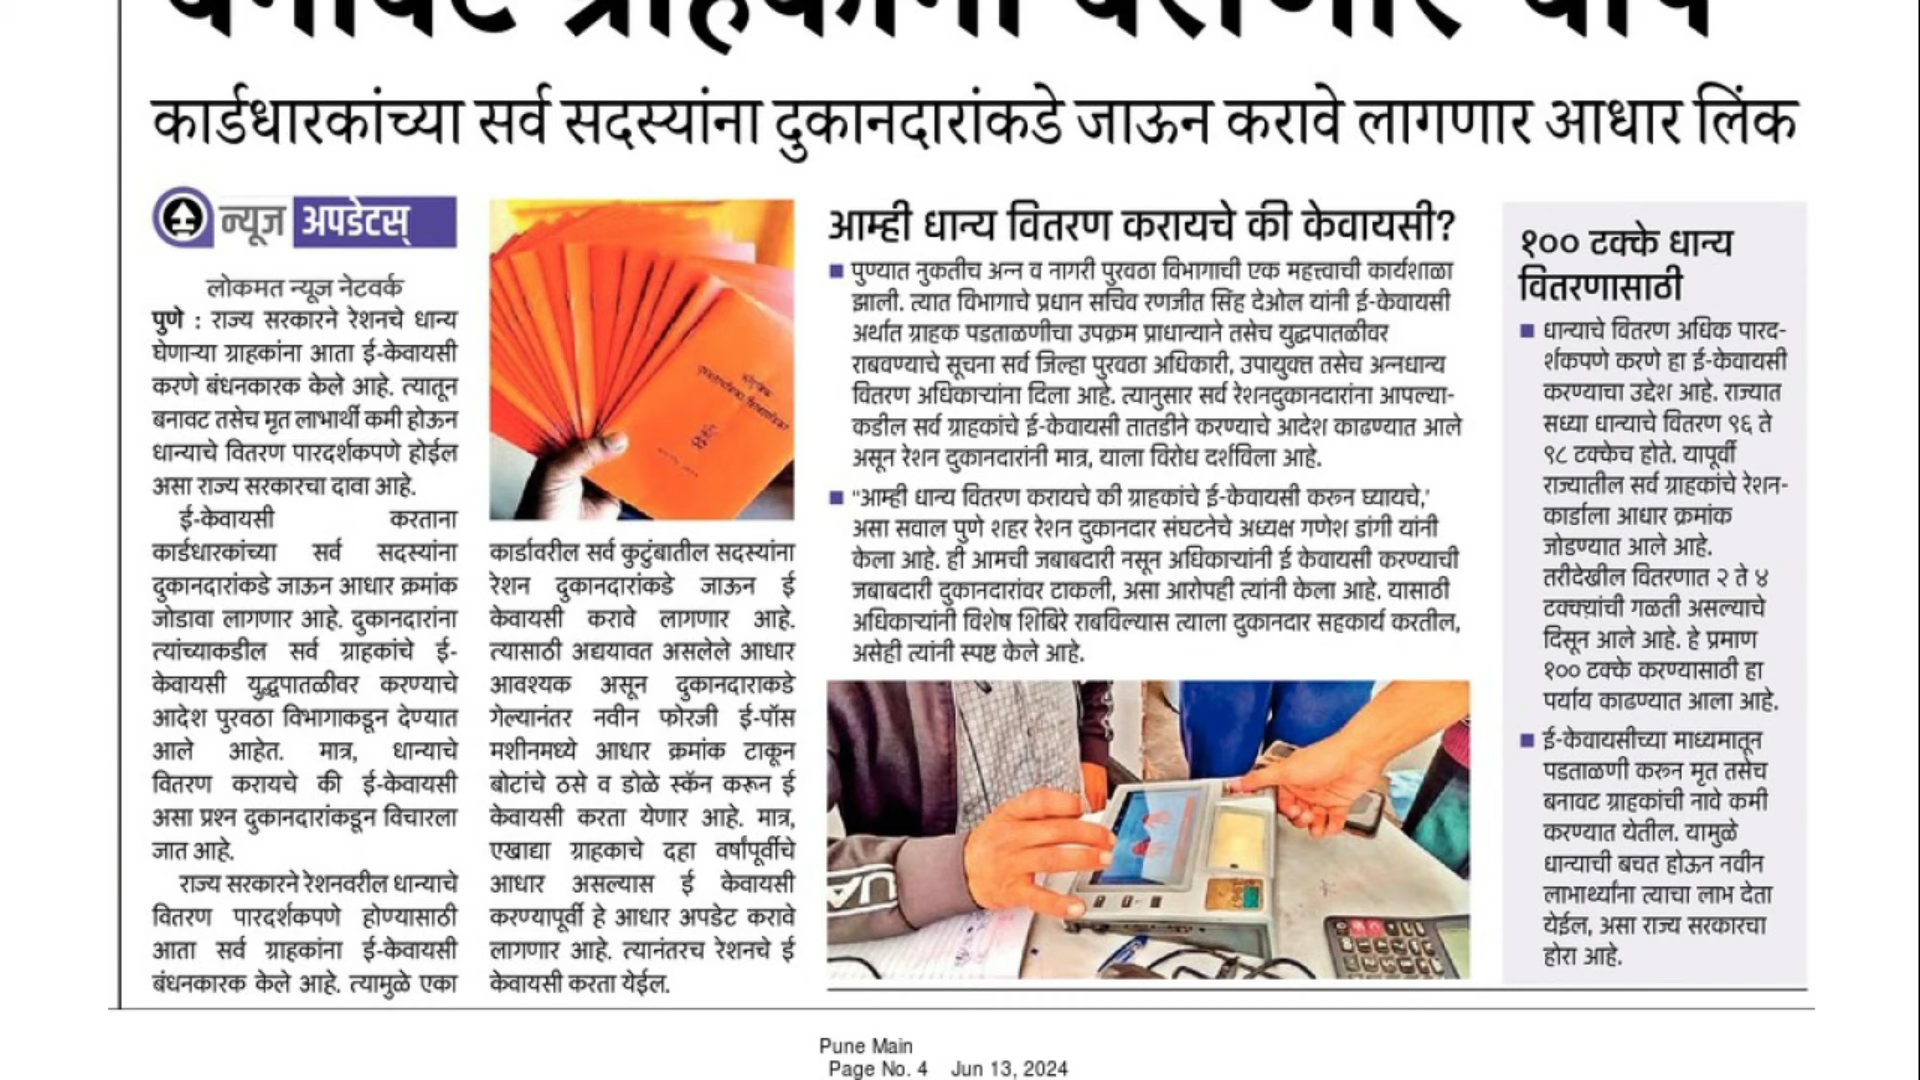 कार्डधारकांच्या सर्व सदस्यांना दुकानदारांकडे जाऊन करावे लागणार आधार लिंक
न्यूज अपडेटस्
लोकमत न्यूज नेटवर्क
पुणे : राज्य सरकारने रेशनचे धान्य
घेणाऱ्या ग्राहकांना आता ई-केवायसी
करणे बंधनकारक केले आहे. त्यातून
बनावट तसेच मृत लाभार्थी कमी होऊन
धान्याचे वितरण पारदर्शकपणे होईल
असा राज्य सरकारचा दावा आहे.
ई-केवायसी करताना
कार्डधारकांच्या सर्व सदस्यांना
दुकानदारांकडे जाऊन आधार क्रमांक
जोडावा लागणार आहे. दुकानदारांना
त्यांच्याकडील सर्व ग्राहकांचे ई-
केवायसी युद्धपातळीवर करण्याचे
आदेश पुरवठा विभागाकडून देण्यात
आले आहेत. मात्र, धान्याचे
वितरण करायचे की ई-केवायसी
असा प्रश्न दुकानदारांकडून विचारला
जात आहे.
राज्य सरकारने रेशनवरील धान्याचे
वितरण पारदर्शकपणे होण्यासाठी
आता सर्व ग्राहकांना ई-केवायसी
बंधनकारक केले आहे. त्यामुळे एका
कार्डावरील सर्व कुटुंबातील सदस्यांना
रेशन दुकानदारांकडे जाऊन ई
केवायसी करावे लागणार आहे.
त्यासाठी अद्ययावत असलेले आधार
आवश्यक असून दुकानदाराकडे
गेल्यानंतर नवीन फोरजी ई-पॉस
मशीनमध्ये आधार क्रमांक टाकून
बोटांचे ठसे व डोळे स्कॅन करून ई
केवायसी करता येणार आहे. मात्र,
एखाद्या ग्राहकाचे दहा वर्षांपूर्वीचे
आधार असल्यास ई केवायसी
करण्यापूर्वी हे आधार अपडेट करावे
लागणार आहे. त्यानंतरच रेशनचे ई
केवायसी करता येईल.
आम्ही धान्य वितरण करायचे की केवायसी?
पुण्यात नुकतीच अन्न व नागरी पुरवठा विभागाची एक महत्त्वाची कार्यशाळा
झाली. त्यात विभागाचे प्रधान सचिव रणजीत सिंह देओल यांनी ई-केवायसी
अर्थात ग्राहक पडताळणीचा उपक्रम प्राधान्याने तसेच युद्धपातळीवर
राबवण्याचे सूचना सर्व जिल्हा पुरवठा अधिकारी, उपायुक्त तसेच अन्नधान्य
वितरण अधिकाऱ्यांना दिला आहे. त्यानुसार सर्व रेशनदुकानदारांना आपल्या-
कडील सर्व ग्राहकांचे ई-केवायसी तातडीने करण्याचे आदेश काढण्यात आले
असून रेशन दुकानदारांनी मात्र, याला विरोध दर्शविला आहे.
"आम्ही धान्य वितरण करायचे की ग्राहकांचे ई-केवायसी करून घ्यायचे,'
असा सवाल पुणे शहर रेशन दुकानदार संघटनेचे अध्यक्ष गणेश डांगी यांनी
केला आहे. ही आमची जबाबदारी नसून अधिकाऱ्यांनी ई केवायसी करण्याची
जबाबदारी दुकानदारांवर टाकली, असा आरोपही त्यांनी केला आहे. यासाठी
अधिकाऱ्यांनी विशेष शिबिरे राबविल्यास त्याला दुकानदार सहकार्य करतील,
असेही त्यांनी स्पष्ट केले आहे.
१०० टक्के धान्य
वितरणासाठी
धान्याचे वितरण अधिक पारद-
र्शकपणे करणे हा ई-केवायसी
करण्याचा उद्देश आहे. राज्यात
सध्या धान्याचे वितरण ९६ ते
९८ टक्केच होते. यापूर्वी
राज्यातील सर्व ग्राहकांचे रेशन-
कार्डाला आधार क्रमांक
जोडण्यात आले आहे.
तरीदेखील वितरणात २ ते ४
टक्क्यांची गळती असल्याचे
दिसून आले आहे. हे प्रमाण
१०० टक्के करण्यासाठी हा
पर्याय काढण्यात आला आहे.
ई-केवायसीच्या माध्यमातून
पडताळणी करून मृत तसेच
बनावट ग्राहकांची नावे कमी
करण्यात येतील. यामुळे
धान्याची बचत होऊन नवीन
लाभार्थ्यांना त्याचा लाभ देता
येईल, असा राज्य सरकारचा
होरा आहे.
Pune Main
Page No. 4 Jun 13, 2024